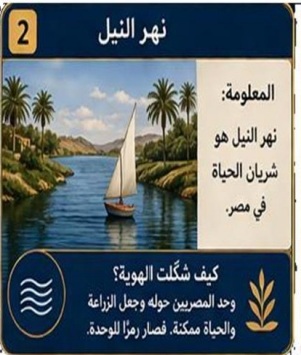 2
نهر النيل
المعلومة:
نهر النيل هو
شريان الحياة
في مصر.
كيف شكّلت الهوية؟
وحد المصريين حوله وجعل الزراعة
والحياة ممكنة. فصار رمزًا للوحدة.